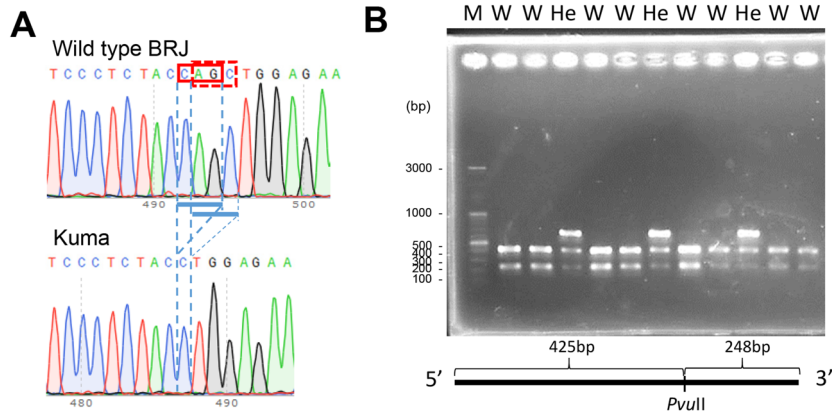 A
Wild type BRJ
T C C C T C T A C C A G C T G G A G A A
490
500
Kuma
T C C C T C T A C C T G G A G A A
480
490
B
M W W He W W He W W He W W
(bp)
3000 -
1000 -
500 -
400 -
300 -
200 -
100 -
425bp
248bp
5’
3’
PvuII